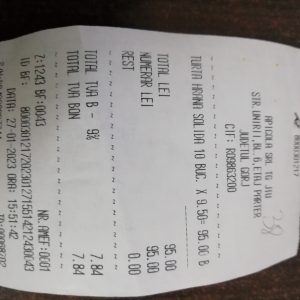 APICOLA SRL TG JIU
STR.UNIRII,BL.6,ETAJ PARTER
JUDETUL GORJ
CIF: RO9863200
TURTA HRANA SOLIDA 10 BUC. X 9.50= 95.00 B
TOTAL LEI 95.00
NUMERAR LEI 95.00
REST 0.00
TOTAL TVA B - 9% 7.84
TOTAL TVA BON 7.84
Z:1243 BF:0043 NR.AMEF:0001
DATA: 27-01-2023 ORA: 15:51:42